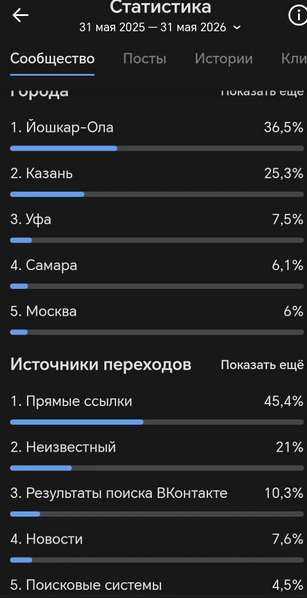 Статистика
31 мая 2025 — 31 мая 2026
Сообщество Посты Истории Кли
Города Показать ещё
1. Йошкар-Ола 36,5%
2. Казань 25,3%
3. Уфа 7,5%
4. Самара 6,1%
5. Москва 6%
Источники переходов Показать ещё
1. Прямые ссылки 45,4%
2. Неизвестный 21%
3. Результаты поиска ВКонтакте 10,3%
4. Новости 7,6%
5. Поисковые системы 4,5%